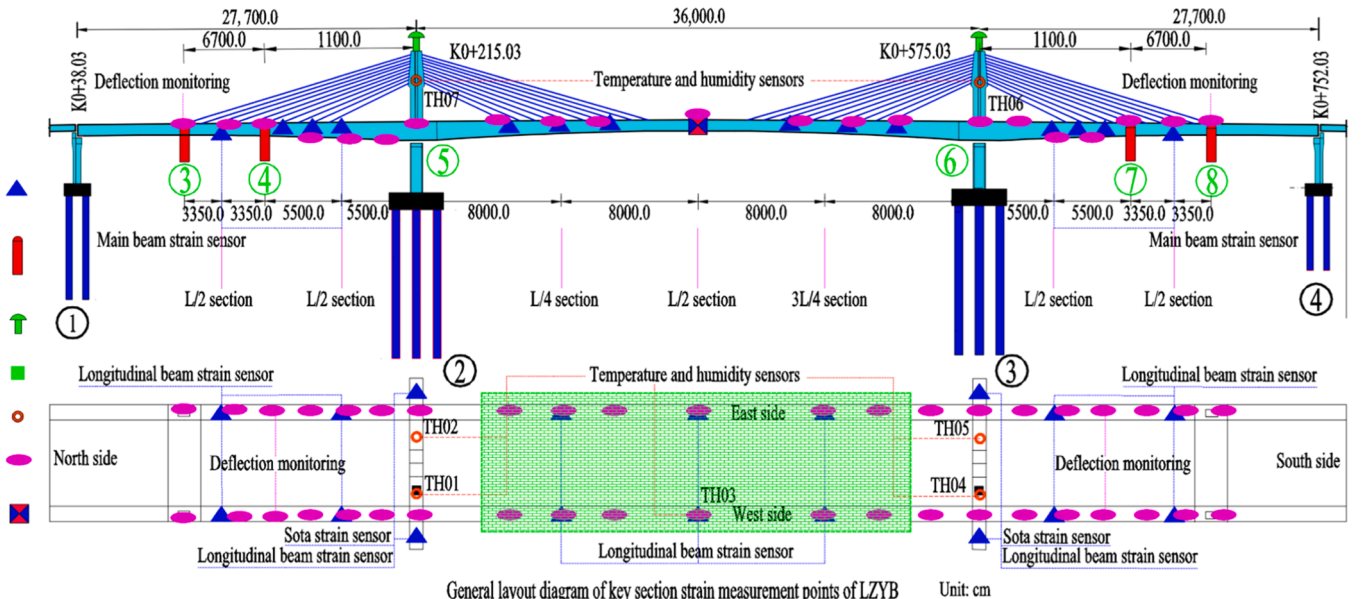 27,700.0 36,000.0 27,700.0
6700.0 1100.0 1100.0 6700.0
K0+38.03 K0+215.03 K0+575.03 K0+752.03
Deflection monitoring Temperature and humidity sensors Deflection monitoring
TH07 TH06
3 4 5 6 7 8
3350.0 3350.0 5500.0 5500.0 8000.0 8000.0 8000.0 8000.0 5500.0 5500.0 3350.0 3350.0
Main beam strain sensor Main beam strain sensor
L/2 section L/2 section L/4 section L/2 section 3L/4 section L/2 section L/2 section
1 4
2 3
Longitudinal beam strain sensor Temperature and humidity sensors Longitudinal beam strain sensor
East side
TH02 TH05
North side Deflection monitoring Deflection monitoring South side
TH01 TH03 TH04
West side
Sota strain sensor Sota strain sensor
Longitudinal beam strain sensor Longitudinal beam strain sensor Longitudinal beam strain sensor
General layout diagram of key section strain measurement points of LZYB Unit: cm